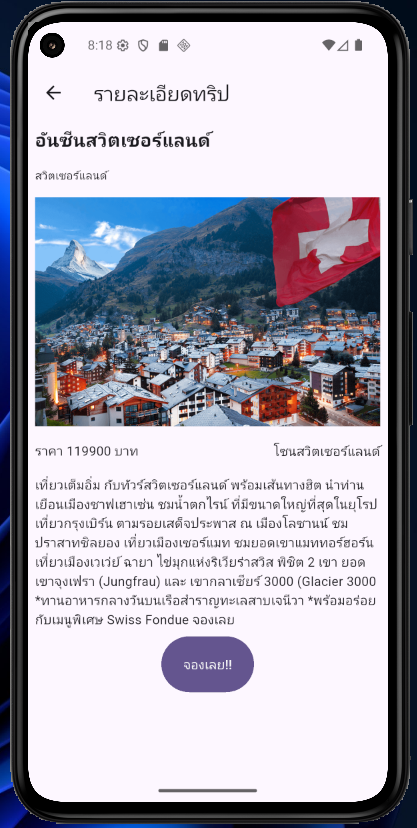 8:18
รายละเอียดทริป
อันซีนสวิตเซอร์แลนด์
สวิตเซอร์แลนด์
ราคา 119900 บาท
โซนสวิตเซอร์แลนด์
เที่ยวเต็มอิ่ม กับทัวร์สวิตเซอร์แลนด์ พร้อมเส้นทางฮิต นำท่าน
เยือนเมืองซาฟเฮาเซ่น ชมน้ำตกไรน์ ที่มีขนาดใหญ่ที่สุดในยุโรป
เที่ยวกรุงเบิร์น ตามรอยเสด็จประพาส ณ เมืองโลซานน์ ชม
ปราสาทชิลยอง เที่ยวเมืองเซอร์แมท ชมยอดเขาแมททอร์ฮอร์น
เที่ยวเมืองเวเว่ย์ ฉายา ไข่มุกแห่งริเวียร่าสวิส พิชิต 2 เขา ยอด
เขาจุงเฟรา (Jungfrau) และ เขากลาเซียร์ 3000 (Glacier 3000
*ทานอาหารกลางวันบนเรือสำราญทะเลสาบเจนีวา *พร้อมอร่อย
กับเมนูพิเศษ Swiss Fondue จองเลย
จองเลย!!